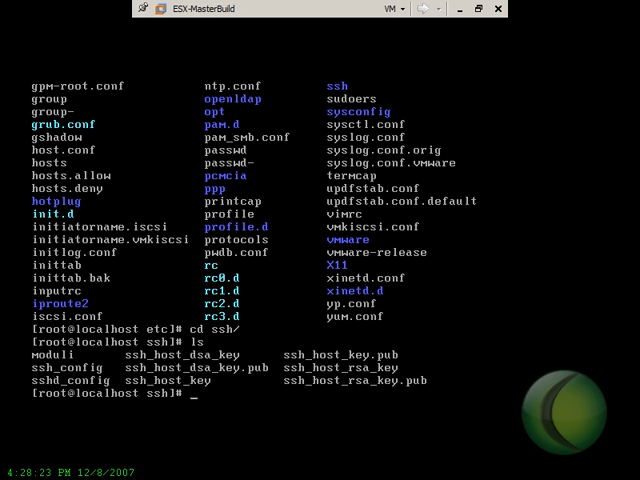 ESX-MasterBuild VM
gpm-root.conf ntp.conf ssh
group openldap sudoers
group- opt sysconfig
grub.conf pam.d sysctl.conf
gshadow pam_smb.conf syslog.conf
host.conf passwd syslog.conf.orig
hosts passwd- syslog.conf.vmware
hosts.allow pcmcia termcap
hosts.deny ppp updfstab.conf
hotplug printcap updfstab.conf.default
init.d profile vimrc
initiatorname.iscsi profile.d vmkiscsi.conf
initiatorname.vmkiscsi protocols vmware
initlog.conf pwdb.conf vmware-release
inittab rc X11
inittab.bak rc0.d xinetd.conf
inputrc rc1.d xinetd.d
iproute2 rc2.d yp.conf
iscsi.conf rc3.d yum.conf
[root@localhost etc]# cd ssh/
[root@localhost ssh]# ls
moduli ssh_host_dsa_key ssh_host_key.pub
ssh_config ssh_host_dsa_key.pub ssh_host_rsa_key
sshd_config ssh_host_key ssh_host_rsa_key.pub
[root@localhost ssh]# _
4:28:23 PM 12/8/2007